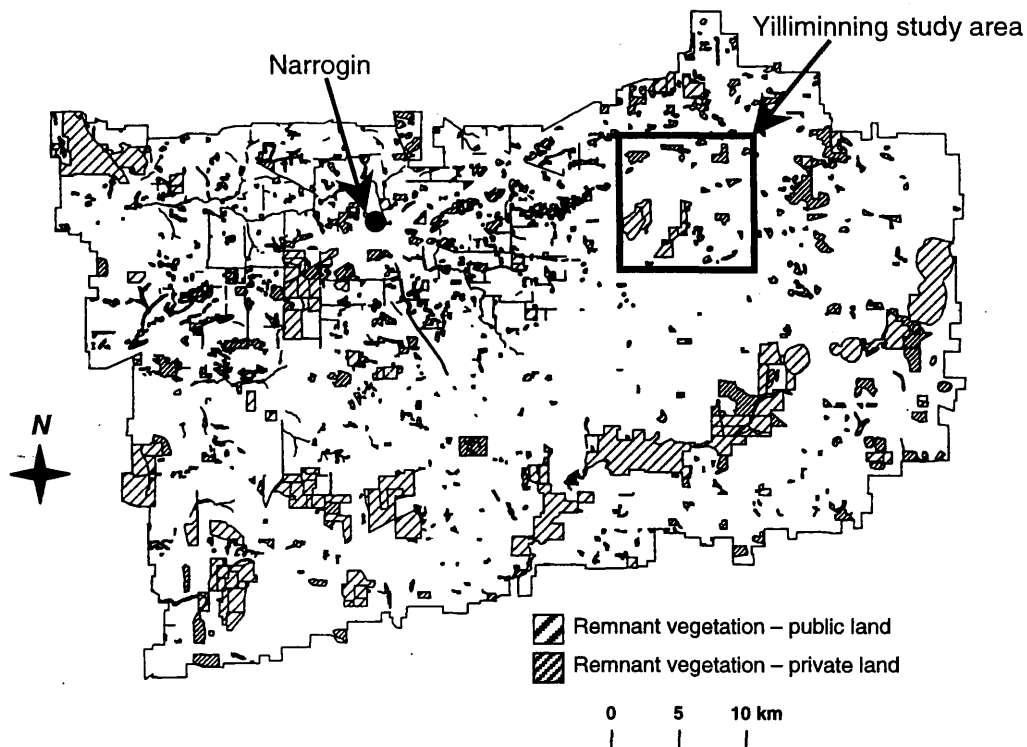 Yilliminning study area
Narrogin
N
Remnant vegetation – public land
Remnant vegetation – private land
0 5 10 km